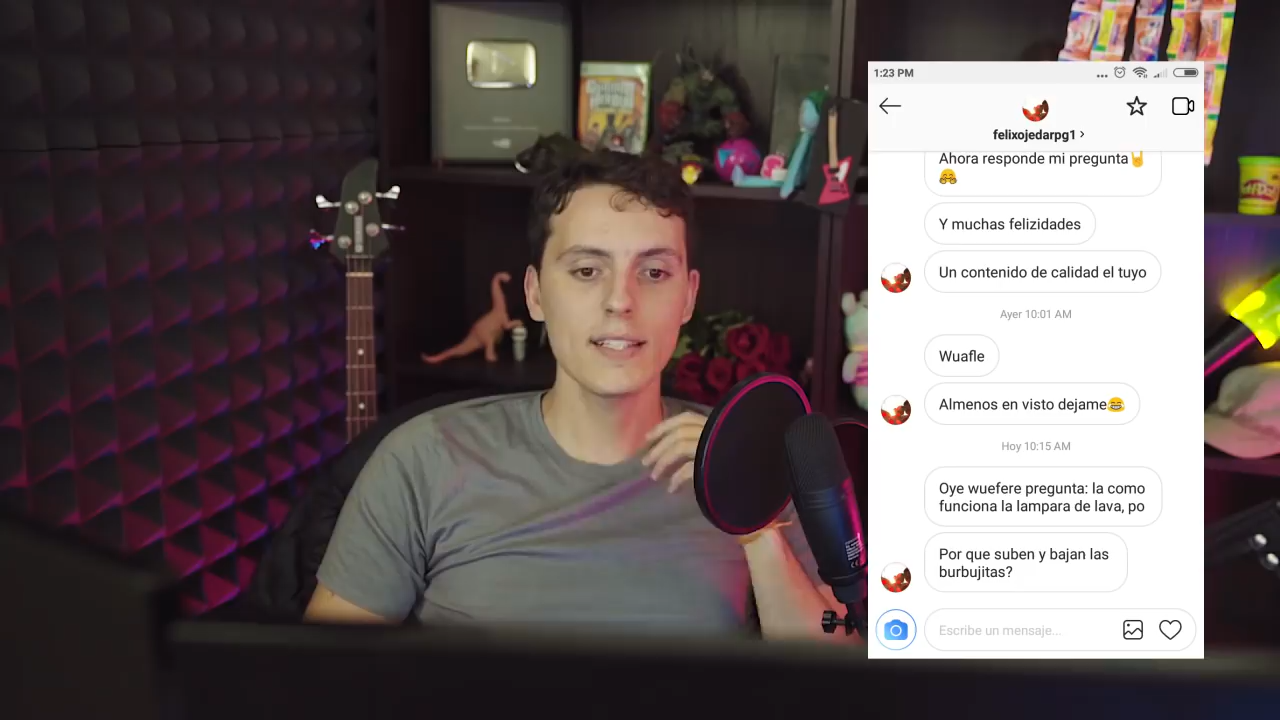 1:23 PM
felixojedarpg1
Ahora responde mi pregunta🤘
🤗
Y muchas felizidades
Un contenido de calidad el tuyo
Ayer 10:01 AM
Wuafle
Almenos en visto dejame😂
Hoy 10:15 AM
Oye wuefere pregunta: la como
funciona la lampara de lava, po
Por que suben y bajan las
burbujitas?
Escribe un mensaje...